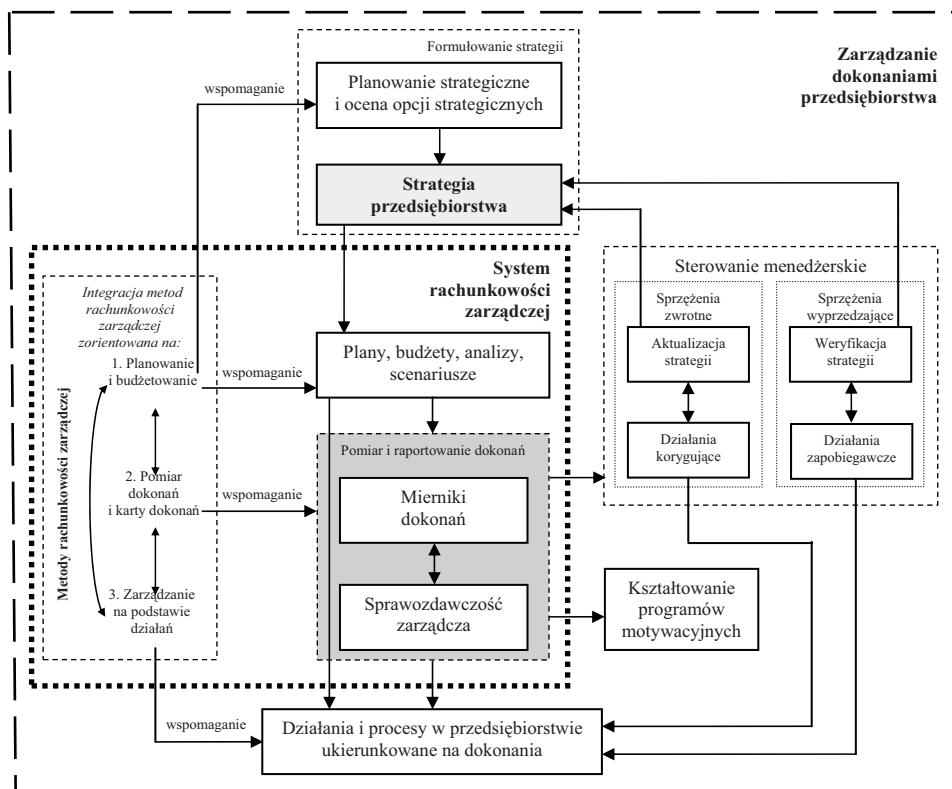 Formułowanie strategii
Zarządzanie
dokonaniami
przedsiębiorstwa
wspomaganie
Planowanie strategiczne
i ocena opcji strategicznych
Strategia
przedsiębiorstwa
System
rachunkowości
zarządczej
Integracja metod
rachunkowości
zarządczej
zorientowana na:
1. Planowanie
i budżetowanie
2. Pomiar
dokonań
i karty dokonań
3. Zarządzanie
na podstawie
działań
Metody rachunkowości zarządczej
wspomaganie
Plany, budżety, analizy,
scenariusze
wspomaganie
Pomiar i raportowanie dokonań
Mierniki
dokonań
Sprawozdawczość
zarządcza
Sterowanie menedżerskie
Sprzężenia
zwrotne
Aktualizacja
strategii
Działania
korygujące
Sprzężenia
wyprzedzające
Weryfikacja
strategii
Działania
zapobiegawcze
Kształtowanie
programów
motywacyjnych
wspomaganie
Działania i procesy w przedsiębiorstwie
ukierunkowane na dokonania